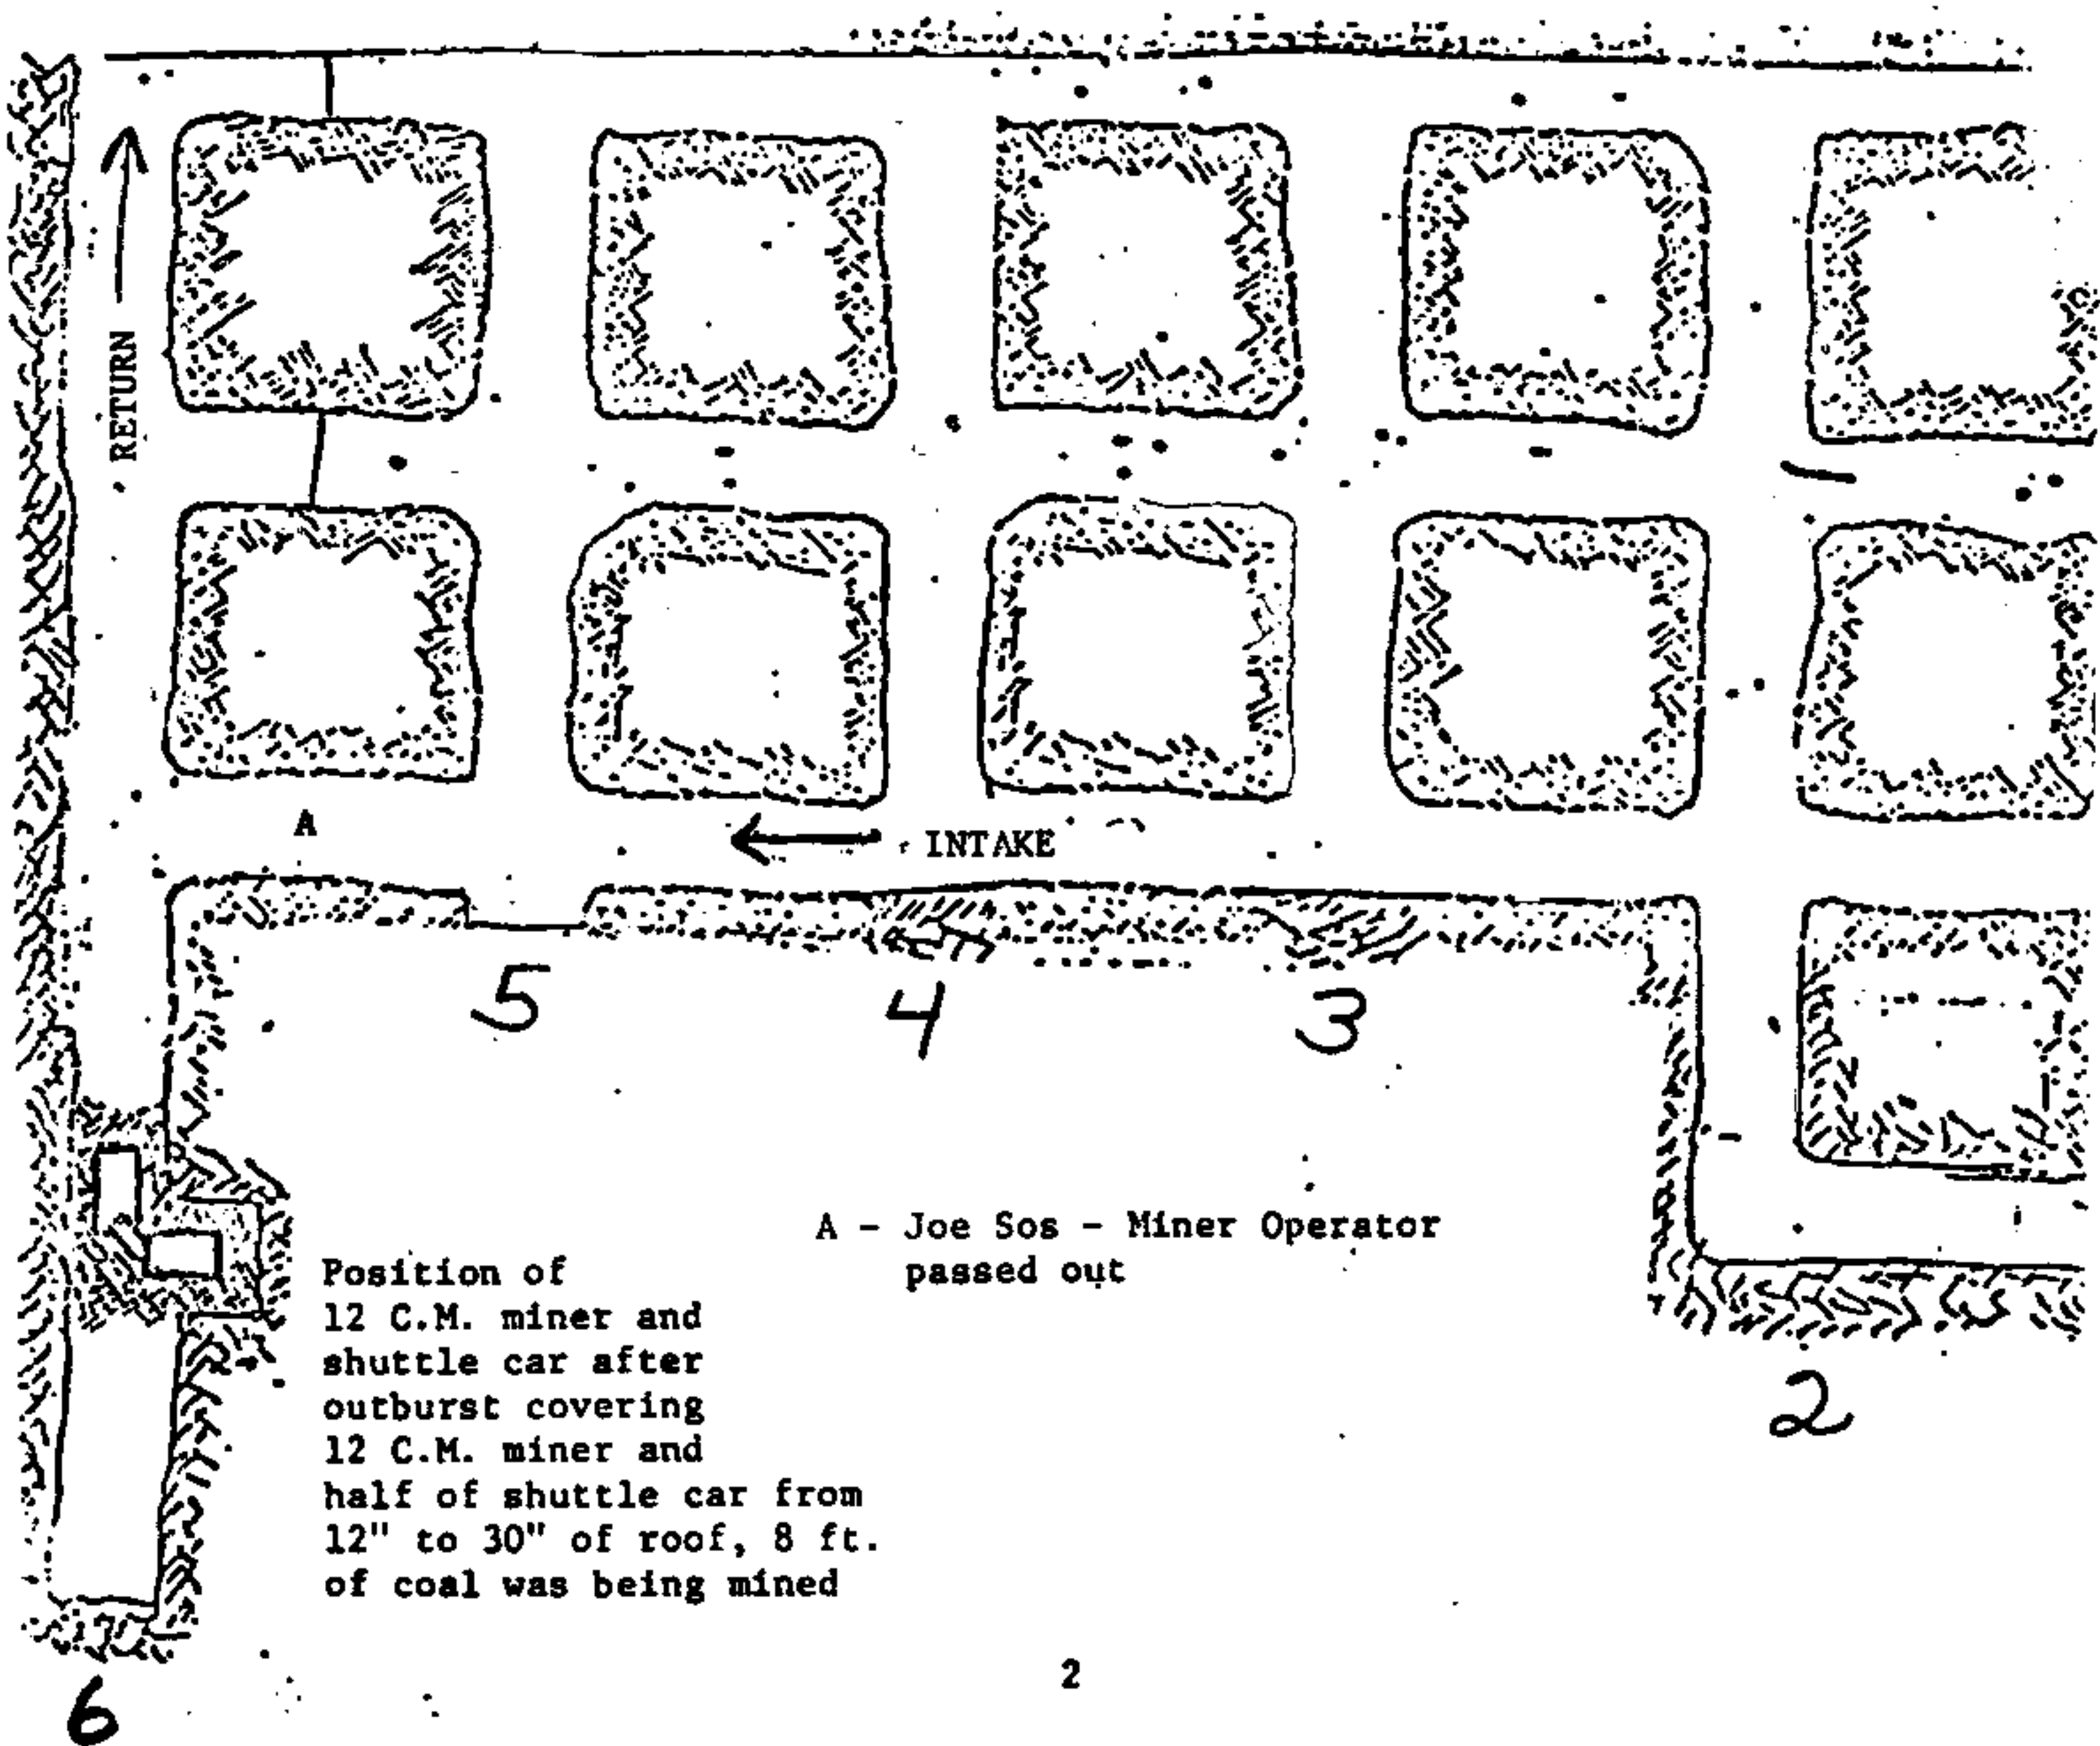 RETURN
A
INTAKE
5
4
3
A - Joe Sos - Miner Operator
passed out
Position of
12 C.M. miner and
shuttle car after
outburst covering
12 C.M. miner and
half of shuttle car from
12" to 30" of roof, 8 ft.
of coal was being mined
2
2
6